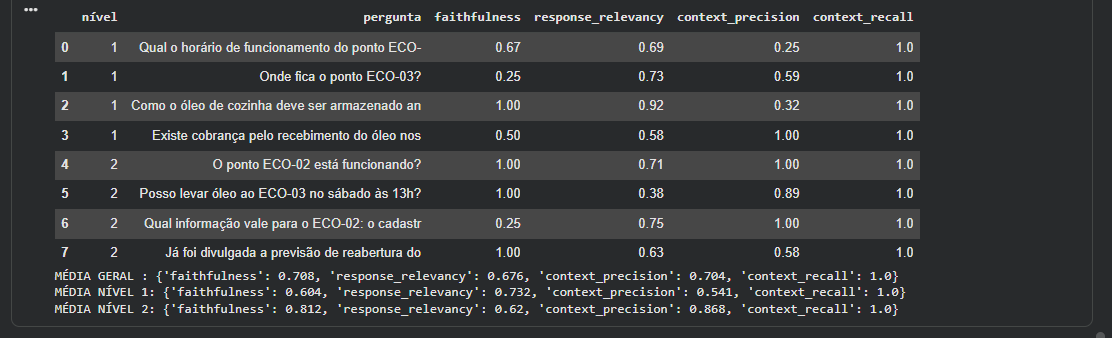 •••
nível pergunta faithfulness response_relevancy context_precision context_recall
0 1 Qual o horário de funcionamento do ponto ECO- 0.67 0.69 0.25 1.0
1 1 Onde fica o ponto ECO-03? 0.25 0.73 0.59 1.0
2 1 Como o óleo de cozinha deve ser armazenado an 1.00 0.92 0.32 1.0
3 1 Existe cobrança pelo recebimento do óleo nos 0.50 0.58 1.00 1.0
4 2 O ponto ECO-02 está funcionando? 1.00 0.71 1.00 1.0
5 2 Posso levar óleo ao ECO-03 no sábado às 13h? 1.00 0.38 0.89 1.0
6 2 Qual informação vale para o ECO-02: o cadastr 0.25 0.75 1.00 1.0
7 2 Já foi divulgada a previsão de reabertura do 1.00 0.63 0.58 1.0
MÉDIA GERAL : {'faithfulness': 0.708, 'response_relevancy': 0.676, 'context_precision': 0.704, 'context_recall': 1.0}
MÉDIA NÍVEL 1: {'faithfulness': 0.604, 'response_relevancy': 0.732, 'context_precision': 0.541, 'context_recall': 1.0}
MÉDIA NÍVEL 2: {'faithfulness': 0.812, 'response_relevancy': 0.62, 'context_precision': 0.868, 'context_recall': 1.0}